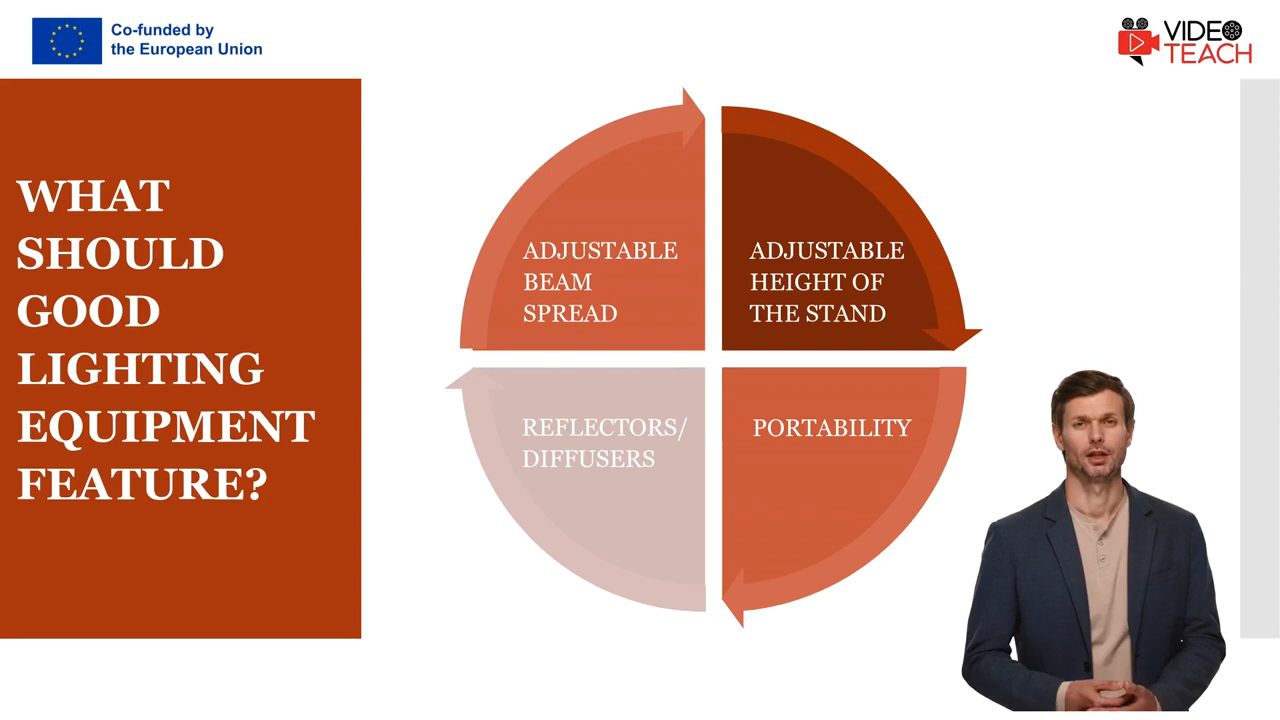 Co-funded by
the European Union
VIDEO
TEACH
WHAT
SHOULD
GOOD
LIGHTING
EQUIPMENT
FEATURE?
ADJUSTABLE
BEAM
SPREAD
ADJUSTABLE
HEIGHT OF
THE STAND
REFLECTORS/
DIFFUSERS
PORTABILITY